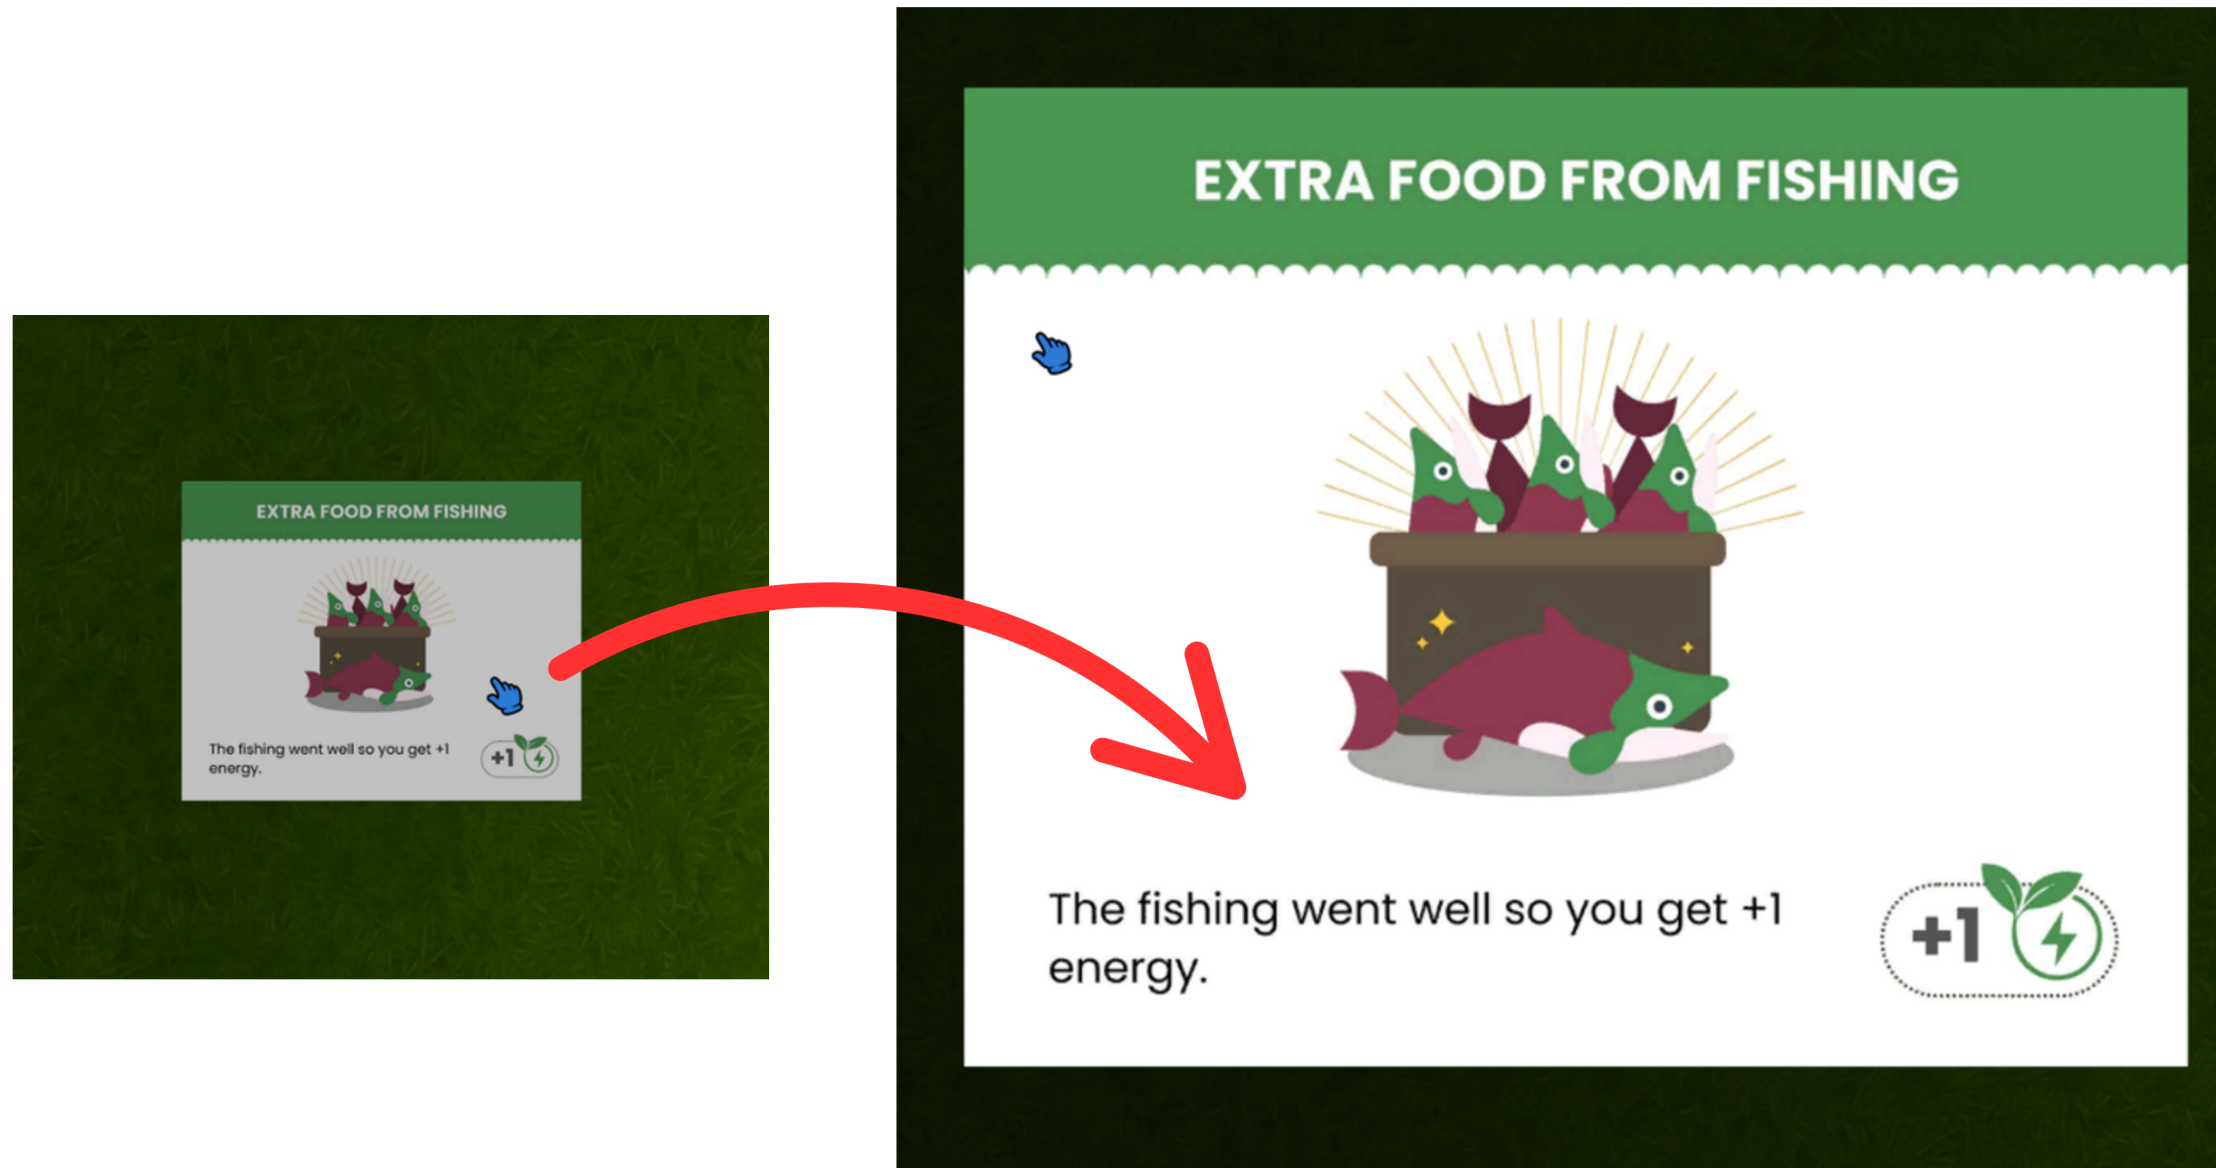 EXTRA FOOD FROM FISHING
The fishing went well so you get +1
energy.
+1
EXTRA FOOD FROM FISHING
The fishing went well so you get +1
energy.
+1